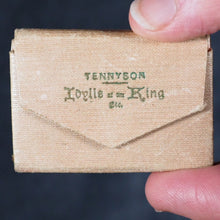 TENNYSON
Idylls of the King
Etc.